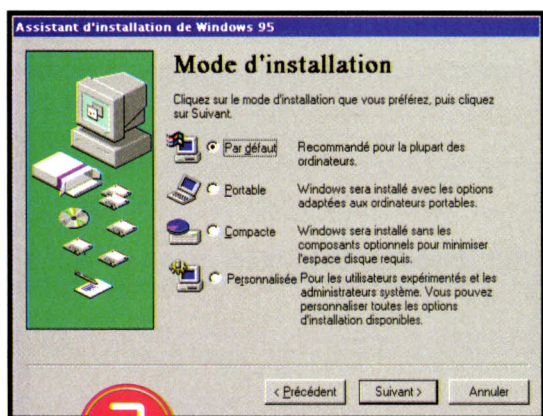 Assistant d'installation de Windows 95
Mode d'installation
Cliquez sur le mode d'installation que vous préférez, puis cliquez
sur Suivant.
Par défaut Recommandé pour la plupart des
ordinateurs.
Portable Windows sera installé avec les options
adaptées aux ordinateurs portables.
Compacte Windows sera installé sans les
composants optionnels pour minimiser
l'espace disque requis.
Personnalisée Pour les utilisateurs expérimentés et les
administrateurs système. Vous pouvez
personnaliser toutes les options
d'installation disponibles.
< Précédent Suivant > Annuler